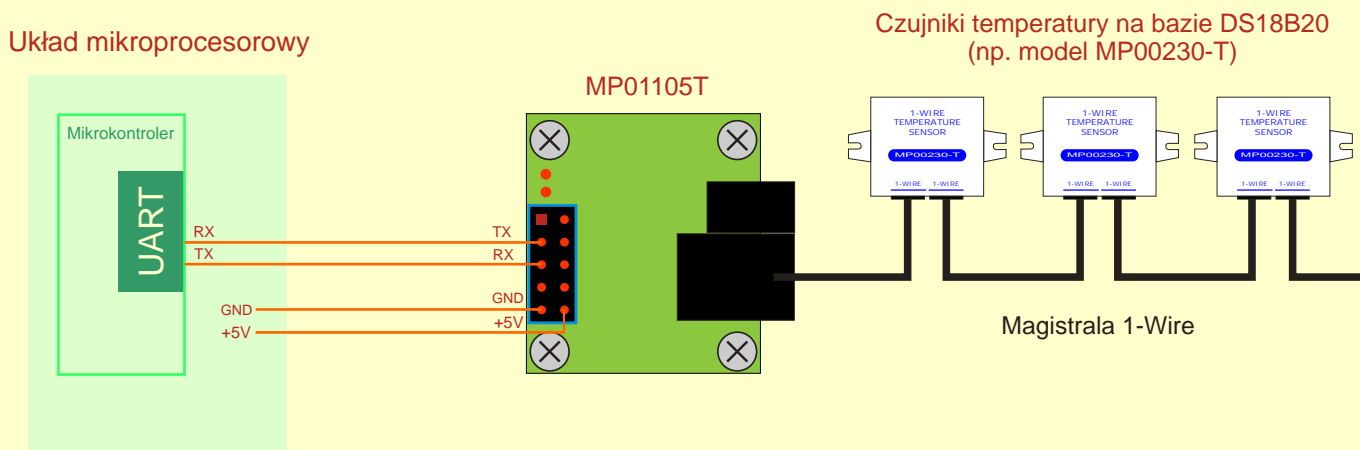 Układ mikroprocesorowy
Mikrokontroler
UART
RX
TX
GND
+5V
MP01105T
TX
RX
GND
+5V
Czujniki temperatury na bazie DS18B20
(np. model MP00230-T)
1-WIRE
TEMPERATURE
SENSOR
MP00230-T
1-WIRE 1-WIRE
1-WIRE
TEMPERATURE
SENSOR
MP00230-T
1-WIRE 1-WIRE
1-WIRE
TEMPERATURE
SENSOR
MP00230-T
1-WIRE 1-WIRE
Magistrala 1-Wire